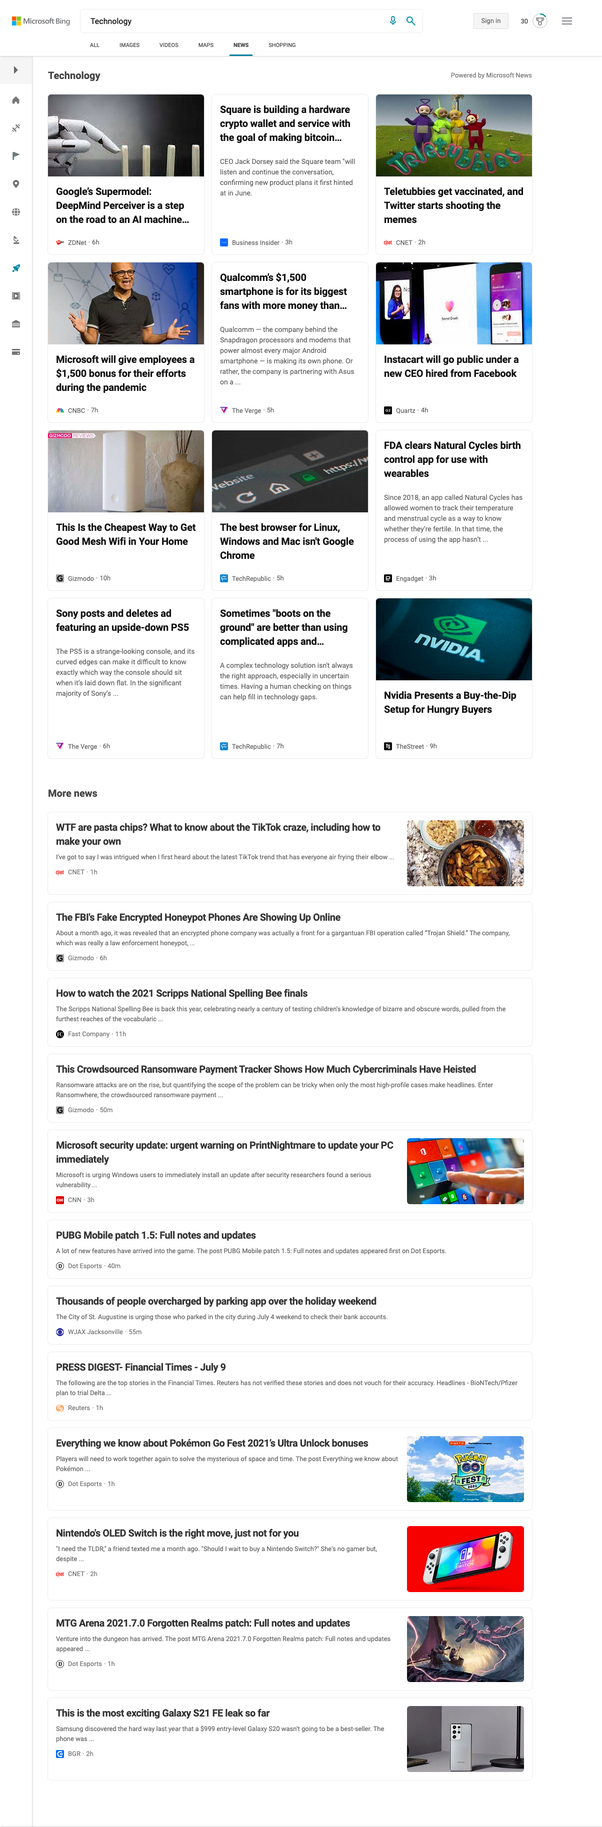 Microsoft Bing
Technology
Sign in
30
ALL
IMAGES
VIDEOS
MAPS
NEWS
SHOPPING
Technology
Powered by Microsoft News
Google's Supermodel:
DeepMind Perceiver is a step
on the road to an AI machine...
ZDNet · 6h
Square is building a hardware
crypto wallet and service with
the goal of making bitcoin...
CEO Jack Dorsey said the Square team "will
listen and continue the conversation,
confirming new product plans it first hinted
at in June.
Business Insider · 3h
Teletubbies
Teletubbies get vaccinated, and
Twitter starts shooting the
memes
CNET · 2h
Microsoft will give employees a
$1,500 bonus for their efforts
during the pandemic
CNBC · 7h
Qualcomm's $1,500
smartphone is for its biggest
fans with more money than...
Qualcomm — the company behind the
Snapdragon processors and modems that
power almost every major Android
smartphone — is making its own phone. Or
rather, the company is partnering with Asus
on a ...
The Verge · 5h
Instacart will go public under a
new CEO hired from Facebook
Quartz · 4h
GIZMODO REVIEWS
This Is the Cheapest Way to Get
Good Mesh Wifi in Your Home
Gizmodo · 10h
Website
https://w
The best browser for Linux,
Windows and Mac isn't Google
Chrome
TechRepublic · 5h
FDA clears Natural Cycles birth
control app for use with
wearables
Since 2018, an app called Natural Cycles has
allowed women to track their temperature
and menstrual cycle as a way to know
whether they're fertile. In that time, the
process of using the app hasn't ...
Engadget · 3h
Sony posts and deletes ad
featuring an upside-down PS5
The PS5 is a strange-looking console, and its
curved edges can make it difficult to know
exactly which way the console should sit
when it's laid down flat. In the significant
majority of Sony's ...
The Verge · 6h
Sometimes "boots on the
ground" are better than using
complicated apps and...
A complex technology solution isn't always
the right approach, especially in uncertain
times. Having a human checking on things
can help fill in technology gaps.
TechRepublic · 7h
NVIDIA.
Nvidia Presents a Buy-the-Dip
Setup for Hungry Buyers
TheStreet · 9h
More news
WTF are pasta chips? What to know about the TikTok craze, including how to
make your own
I've got to say I was intrigued when I first heard about the latest TikTok trend that has everyone air frying their elbow ...
CNET · 1h
The FBI's Fake Encrypted Honeypot Phones Are Showing Up Online
About a month ago, it was revealed that an encrypted phone company was actually a front for a gargantuan FBI operation called "Trojan Shield." The company,
which was really a law enforcement honeypot, ...
Gizmodo · 6h
How to watch the 2021 Scripps National Spelling Bee finals
The Scripps National Spelling Bee is back this year, celebrating nearly a century of testing children's knowledge of bizarre and obscure words, pulled from the
furthest reaches of the vocabularic ...
Fast Company · 11h
This Crowdsourced Ransomware Payment Tracker Shows How Much Cybercriminals Have Heisted
Ransomware attacks are on the rise, but quantifying the scope of the problem can be tricky when only the most high-profile cases make headlines. Enter
Ransomwhere, the crowdsourced ransomware payment ...
Gizmodo · 50m
Microsoft security update: urgent warning on PrintNightmare to update your PC
immediately
Microsoft is urging Windows users to immediately install an update after security researchers found a serious
vulnerability ...
CNN · 3h
PUBG Mobile patch 1.5: Full notes and updates
A lot of new features have arrived into the game. The post PUBG Mobile patch 1.5: Full notes and updates appeared first on Dot Esports.
Dot Esports · 40m
Thousands of people overcharged by parking app over the holiday weekend
The City of St. Augustine is urging those who parked in the city during July 4 weekend to check their bank accounts.
WJAX Jacksonville · 55m
PRESS DIGEST- Financial Times - July 9
The following are the top stories in the Financial Times. Reuters has not verified these stories and does not vouch for their accuracy. Headlines - BioNTech/Pfizer
plan to trial Delta ...
Reuters · 1h
Everything we know about Pokémon Go Fest 2021's Ultra Unlock bonuses
Players will need to work together again to solve the mysterious of space and time. The post Everything we know about
Pokémon ...
Dot Esports · 1h
Pokémon
GO
FEST
Nintendo's OLED Switch is the right move, just not for you
"I need the TLDR," a friend texted me a month ago. "Should I wait to buy a Nintendo Switch?" She's no gamer but,
despite ...
CNET · 2h
SWITCH
MTG Arena 2021.7.0 Forgotten Realms patch: Full notes and updates
Venture into the dungeon has arrived. The post MTG Arena 2021.7.0 Forgotten Realms patch: Full notes and updates
appeared ...
Dot Esports · 1h
This is the most exciting Galaxy S21 FE leak so far
Samsung discovered the hard way last year that a $999 entry-level Galaxy S20 wasn't going to be a best-seller. The
phone was ...
BGR · 2h